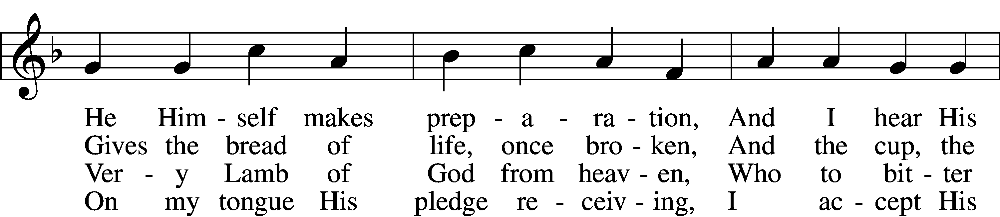 He Him - self makes prep - a - ra - tion, And I hear His
Gives the bread of life, once bro - ken, And the cup, the
Ver - y Lamb of God from heav - en, Who to bit - ter
On my tongue His pledge re - ceiv - ing, I ac - cept His